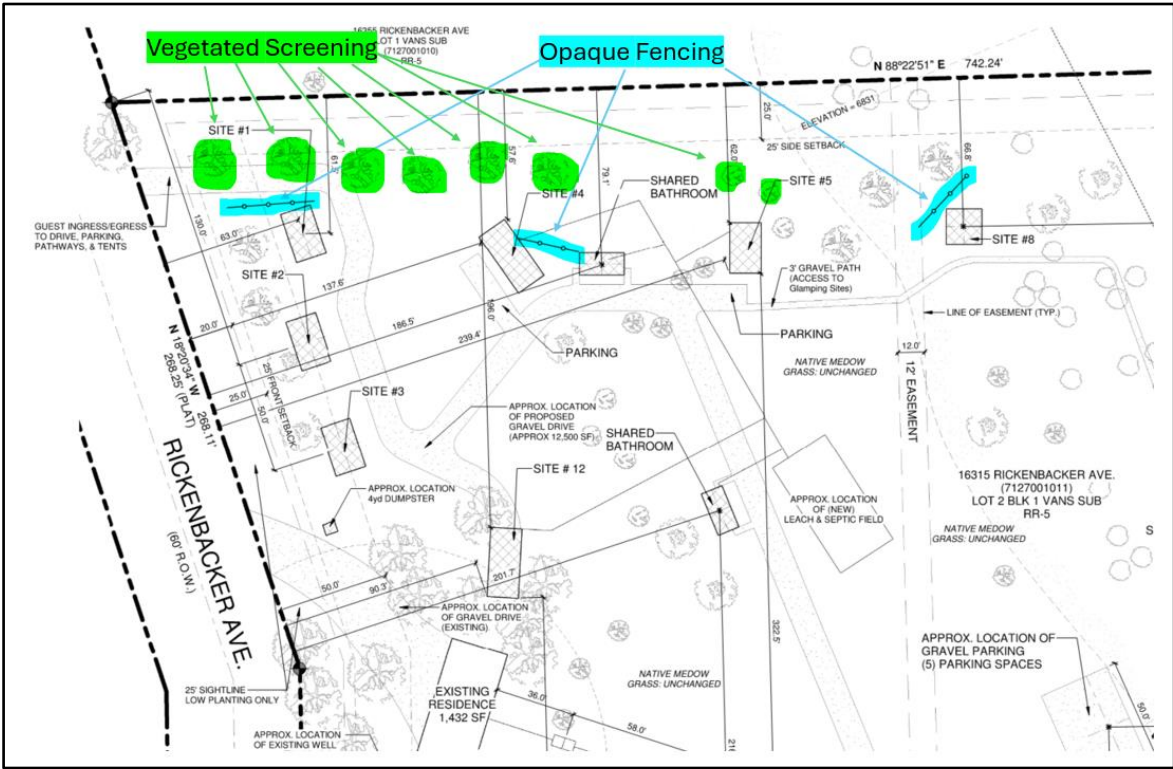 16355 RICKENBACKER AVE
LOT 1 VANS SUB
(7127001010)
RR-5
Vegetated Screening
Opaque Fencing
N 88°22'51" E 742.24'
ELEVATION = 6831
25.0'
25' SIDE SETBACK
SITE #1
61.5'
57.6'
79.1'
62.0'
66.8'
SITE #4
SHARED
BATHROOM
SITE #5
SITE #8
GUEST INGRESS/EGRESS
TO DRIVE, PARKING,
PATHWAYS, & TENTS
130.0'
63.0'
SITE #2
137.6'
186.5'
239.4'
196.0'
20.0'
25.0'
50.0'
25' FRONT SETBACK
N 18°20'34" W 268.11'
268.25' (PLAT)
3' GRAVEL PATH
(ACCESS TO
Glamping Sites)
LINE OF EASEMENT (TYP.)
PARKING
PARKING
12.0'
12' EASEMENT
NATIVE MEDOW
GRASS: UNCHANGED
SITE #3
APPROX. LOCATION
OF PROPOSED
GRAVEL DRIVE
(APPROX 12,500 SF)
SHARED
BATHROOM
SITE # 12
APPROX. LOCATION
4yd DUMPSTER
RICKENBACKER AVE.
(60' R.O.W.)
APPROX. LOCATION
OF (NEW)
LEACH & SEPTIC FIELD
16315 RICKENBACKER AVE.
(7127001011)
LOT 2 BLK 1 VANS SUB
RR-5
NATIVE MEDOW
GRASS: UNCHANGED
S
50.0'
90.3'
201.7'
322.5'
APPROX. LOCATION
OF GRAVEL DRIVE
(EXISTING)
25' SIGHTLINE
LOW PLANTING ONLY
EXISTING
RESIDENCE
1,432 SF
36.0'
58.0'
NATIVE MEDOW
GRASS: UNCHANGED
APPROX. LOCATION OF
GRAVEL PARKING
(5) PARKING SPACES
50.0'
APPROX. LOCATION
OF EXISTING WELL